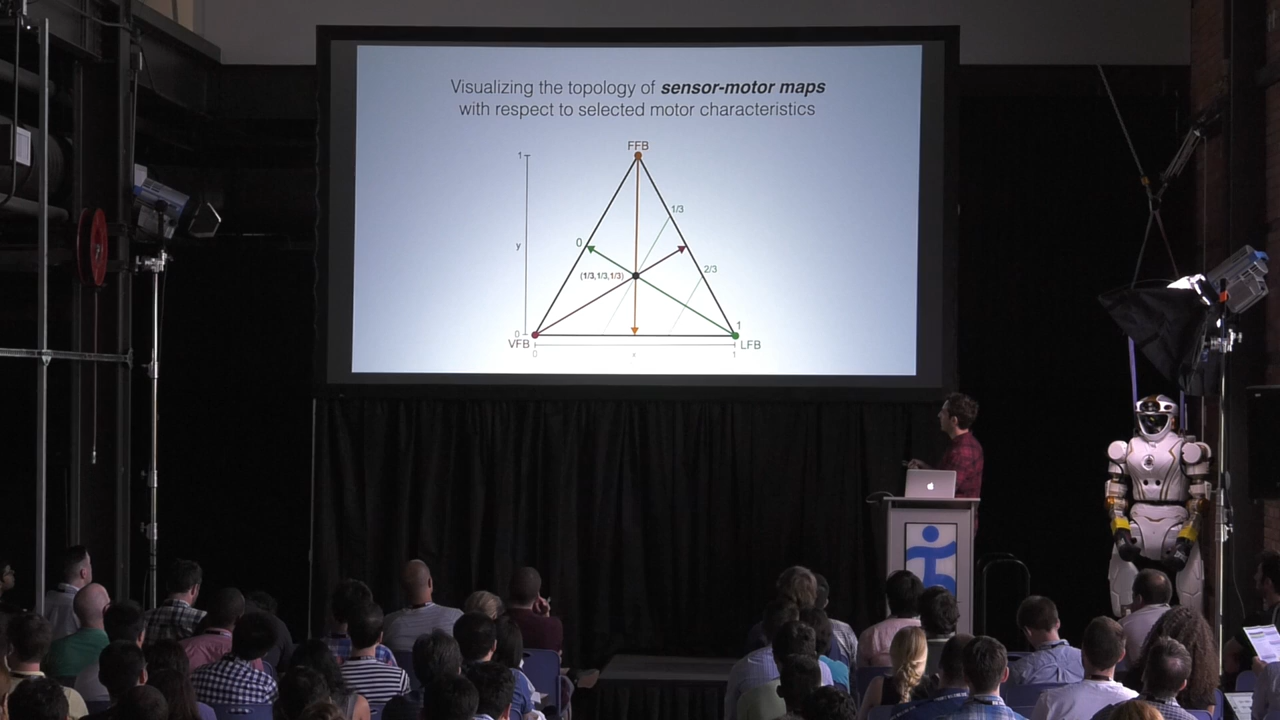 Visualizing the topology of sensor-motor maps
with respect to selected motor characteristics
FFB
1
1/3
0
y
(1/3,1/3,1/3)
2/3
1
0
VFB
LFB
0
x
1